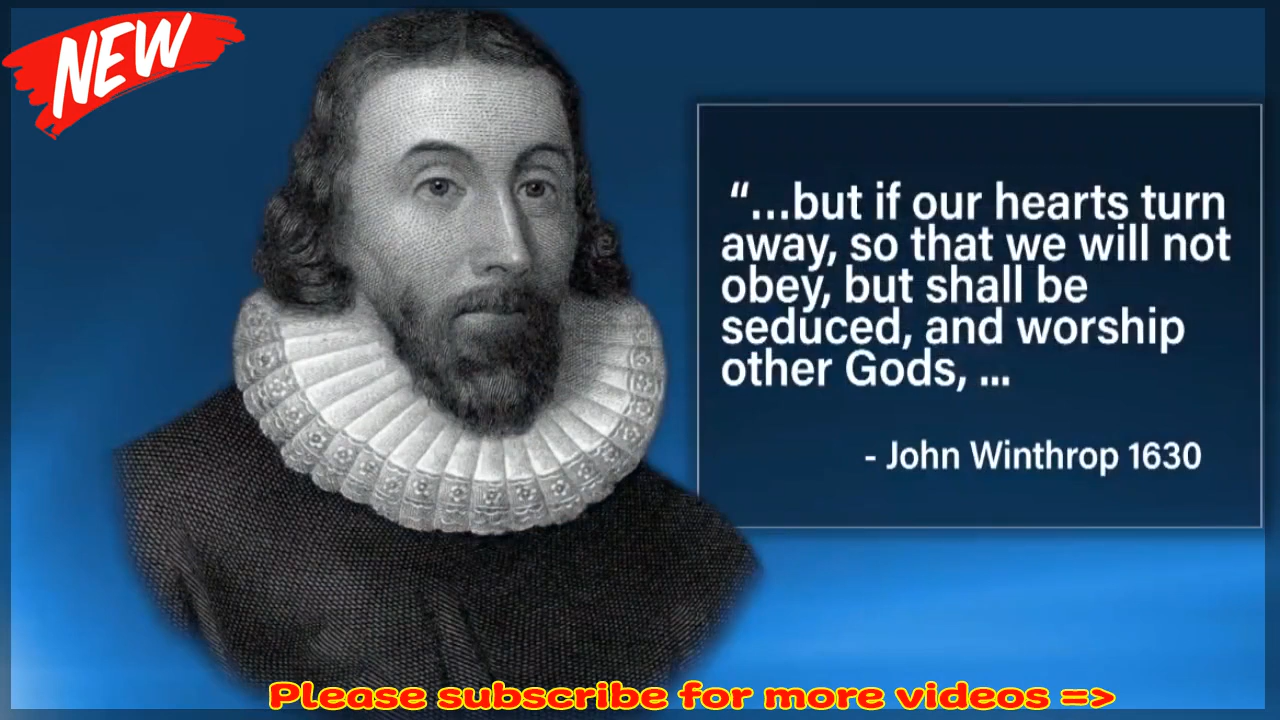 NEW
“...but if our hearts turn
away, so that we will not
obey, but shall be
seduced, and worship
other Gods, ...
- John Winthrop 1630
Please subscribe for more videos =>